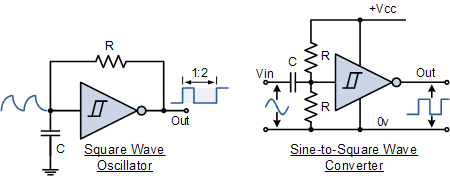 R
1:2
Out
C
Square Wave
Oscillator
+Vcc
R
C
Vin
R
Out
0v
Sine-to-Square Wave
Converter